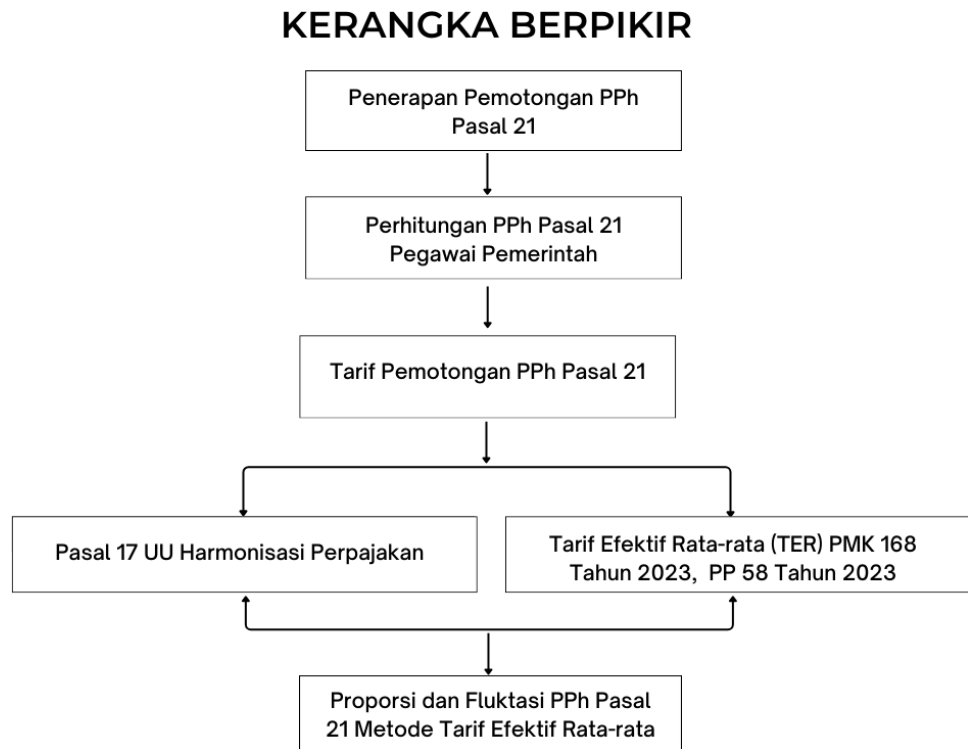 KERANGKA BERPIKIR
Penerapan Pemotongan PPh
Pasal 21
Perhitungan PPh Pasal 21
Pegawai Pemerintah
Tarif Pemotongan PPh Pasal 21
Pasal 17 UU Harmonisasi Perpajakan
Tarif Efektif Rata-rata (TER) PMK 168
Tahun 2023, PP 58 Tahun 2023
Proporsi dan Fluktasi PPh Pasal
21 Metode Tarif Efektif Rata-rata